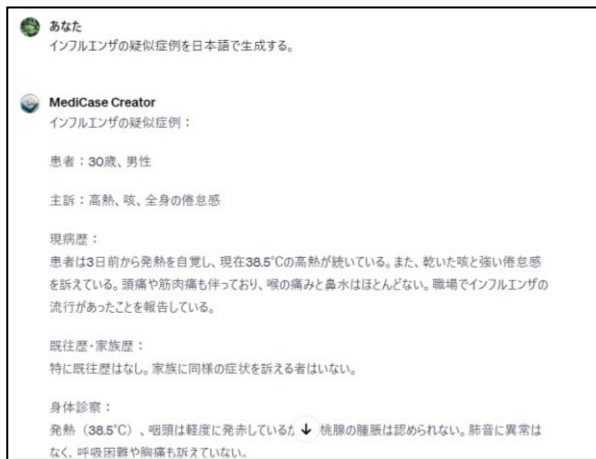 あなた
インフルエンザの疑似症例を日本語で生成する。
MediCase Creator
インフルエンザの疑似症例：
患者：30歳、男性
主訴：高熱、咳、全身の倦怠感
現病歴：
患者は3日前から発熱を自覚し、現在38.5°Cの高熱が続いている。また、乾いた咳と強い倦怠感
を訴えている。頭痛や筋肉痛も伴っており、喉の痛みと鼻水はほとんどない。職場でインフルエンザの
流行があったことを報告している。
既往歴・家族歴：
特に既往歴はなし。家族に同様の症状を訴える者はいない。
身体診察：
発熱（38.5°C）、咽頭は軽度に発赤している 桃腺の腫脹は認められない。肺音に異常は
なく、呼吸困難や胸痛も訴えていない。